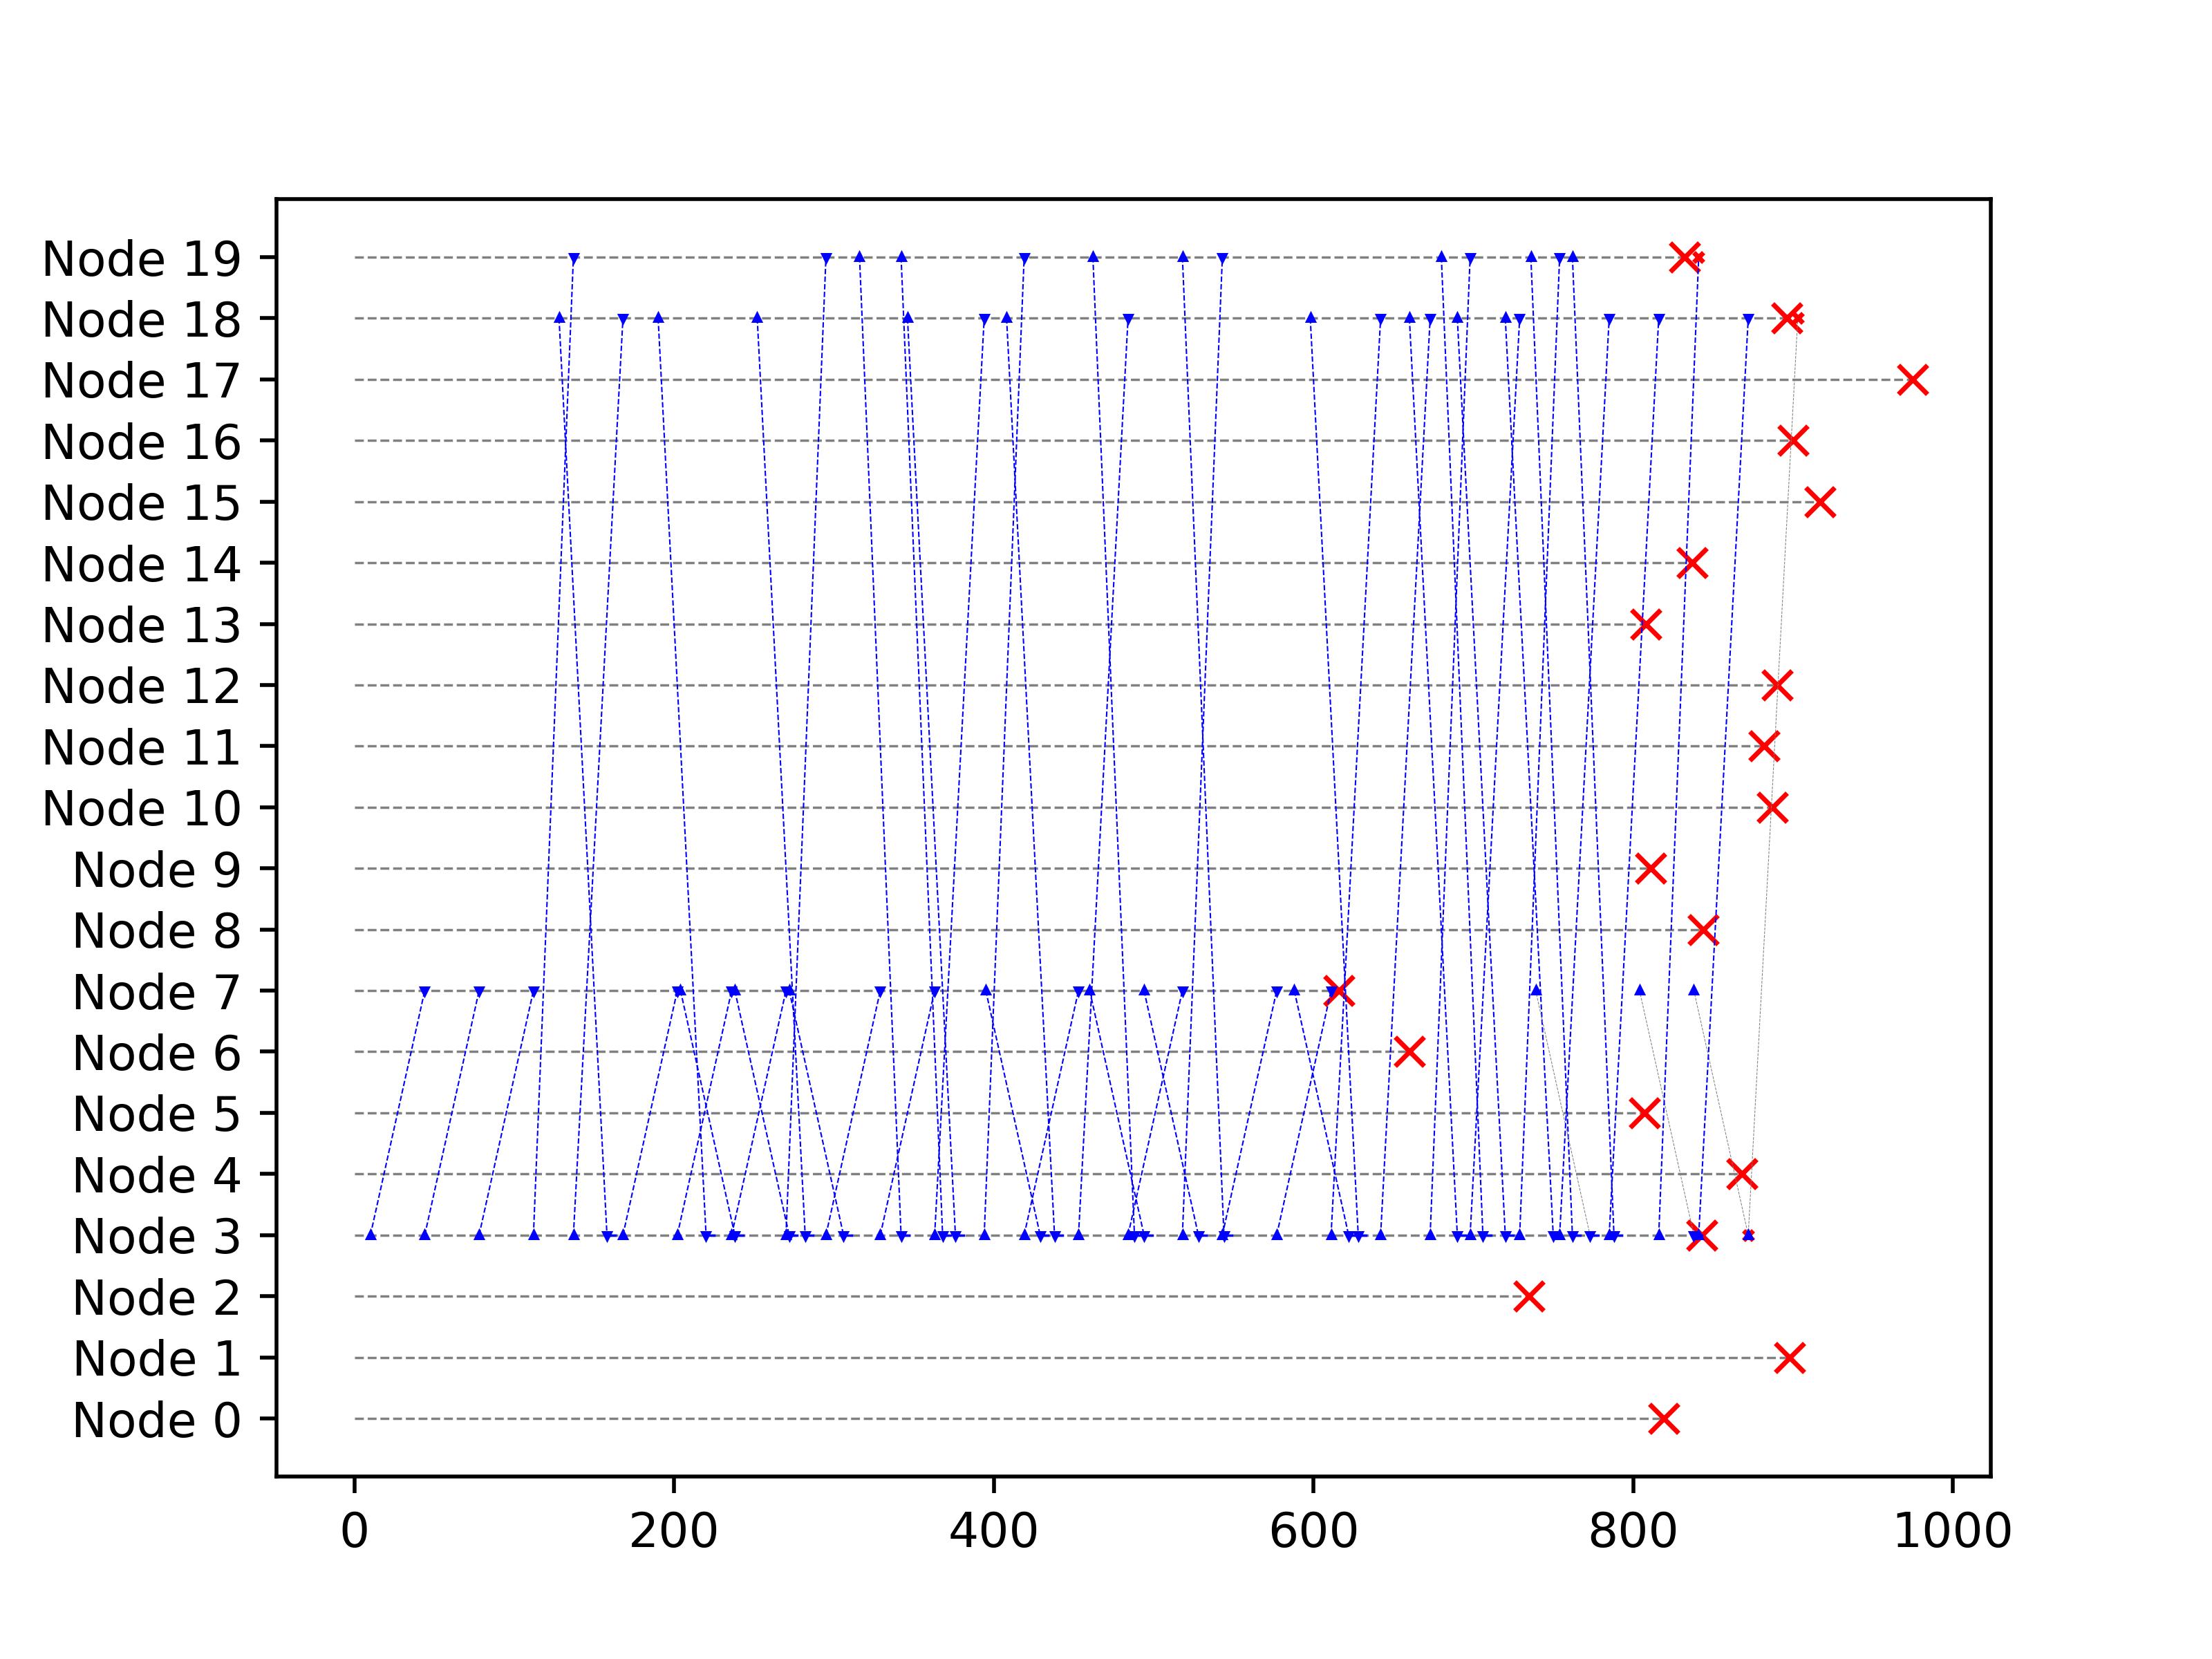 Node 19
Node 18
Node 17
Node 16
Node 15
Node 14
Node 13
Node 12
Node 11
Node 10
Node 9
Node 8
Node 7
Node 6
Node 5
Node 4
Node 3
Node 2
Node 1
Node 0
0 200 400 600 800 1000